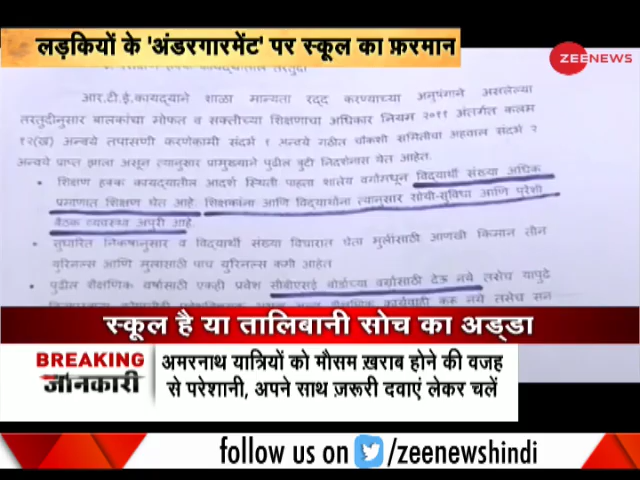 लड़कियों के 'अंडरगारमेंट' पर स्कूल का फ़रमान
ZEENEWS
आर.टी.ई.कायद्याने शाळा मान्यता रद्द करण्याच्या अनुषंगाने असलेल्या
तरतुदीनुसार बालकांचा मोफत व सक्तीच्या शिक्षणाचा अधिकार नियम २०११ अंतर्गत कलम
१२(ख) अन्वये तपासणी करणेकामी संदर्भ १ अन्वये गठीत चौकशी समितीचा अहवाल संदर्भ २
अन्वये प्राप्त झाला असून त्यानुसार प्रामुख्याने पुढील त्रुटी निदर्शनास येत आहेत.
• शिक्षण हक्क कायद्यातील आदर्श स्थिती पाहता शालेय वर्गामधून विद्यार्थी संख्या अधिक
प्रमाणात शिक्षण घेत आहे. शिक्षकांना आणि विद्यार्थ्यांना त्यानुसार सोयी-सुविधा आणि पुरेशी
बैठक व्यवस्था अपुरी आहे.
• सुधारित निकषानुसार व विद्यार्थी संख्या विचारात घेता मुलींसाठी आणखी किमान तीन
युरिनल्स आणि मुलांसाठी पाच युरिनल्स कमी आहेत
• पुढील शैक्षणिक वर्षासाठी एकही प्रवेश सीबीएसई बोर्डाच्या वर्गासाठी देऊ नये तसेच यापुढे
स्कूल है या तालिबानी सोच का अड्डा
BREAKING
जानकारी
अमरनाथ यात्रियों को मौसम ख़राब होने की वजह
से परेशानी, अपने साथ ज़रूरी दवाएं लेकर चलें
follow us on /zeenewshindi